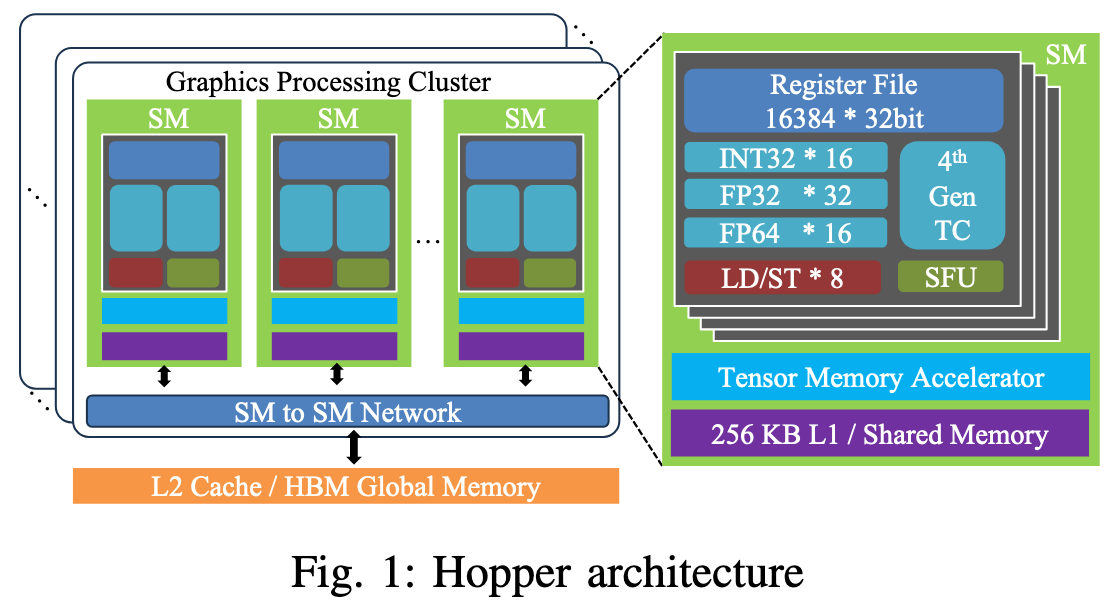 Graphics Processing Cluster
SM
SM
SM
...
SM to SM Network
L2 Cache / HBM Global Memory
SM
Register File
16384 * 32bit
INT32 * 16
FP32 * 32
FP64 * 16
4th
Gen
TC
LD/ST * 8
SFU
Tensor Memory Accelerator
256 KB L1 / Shared Memory
Fig. 1: Hopper architecture